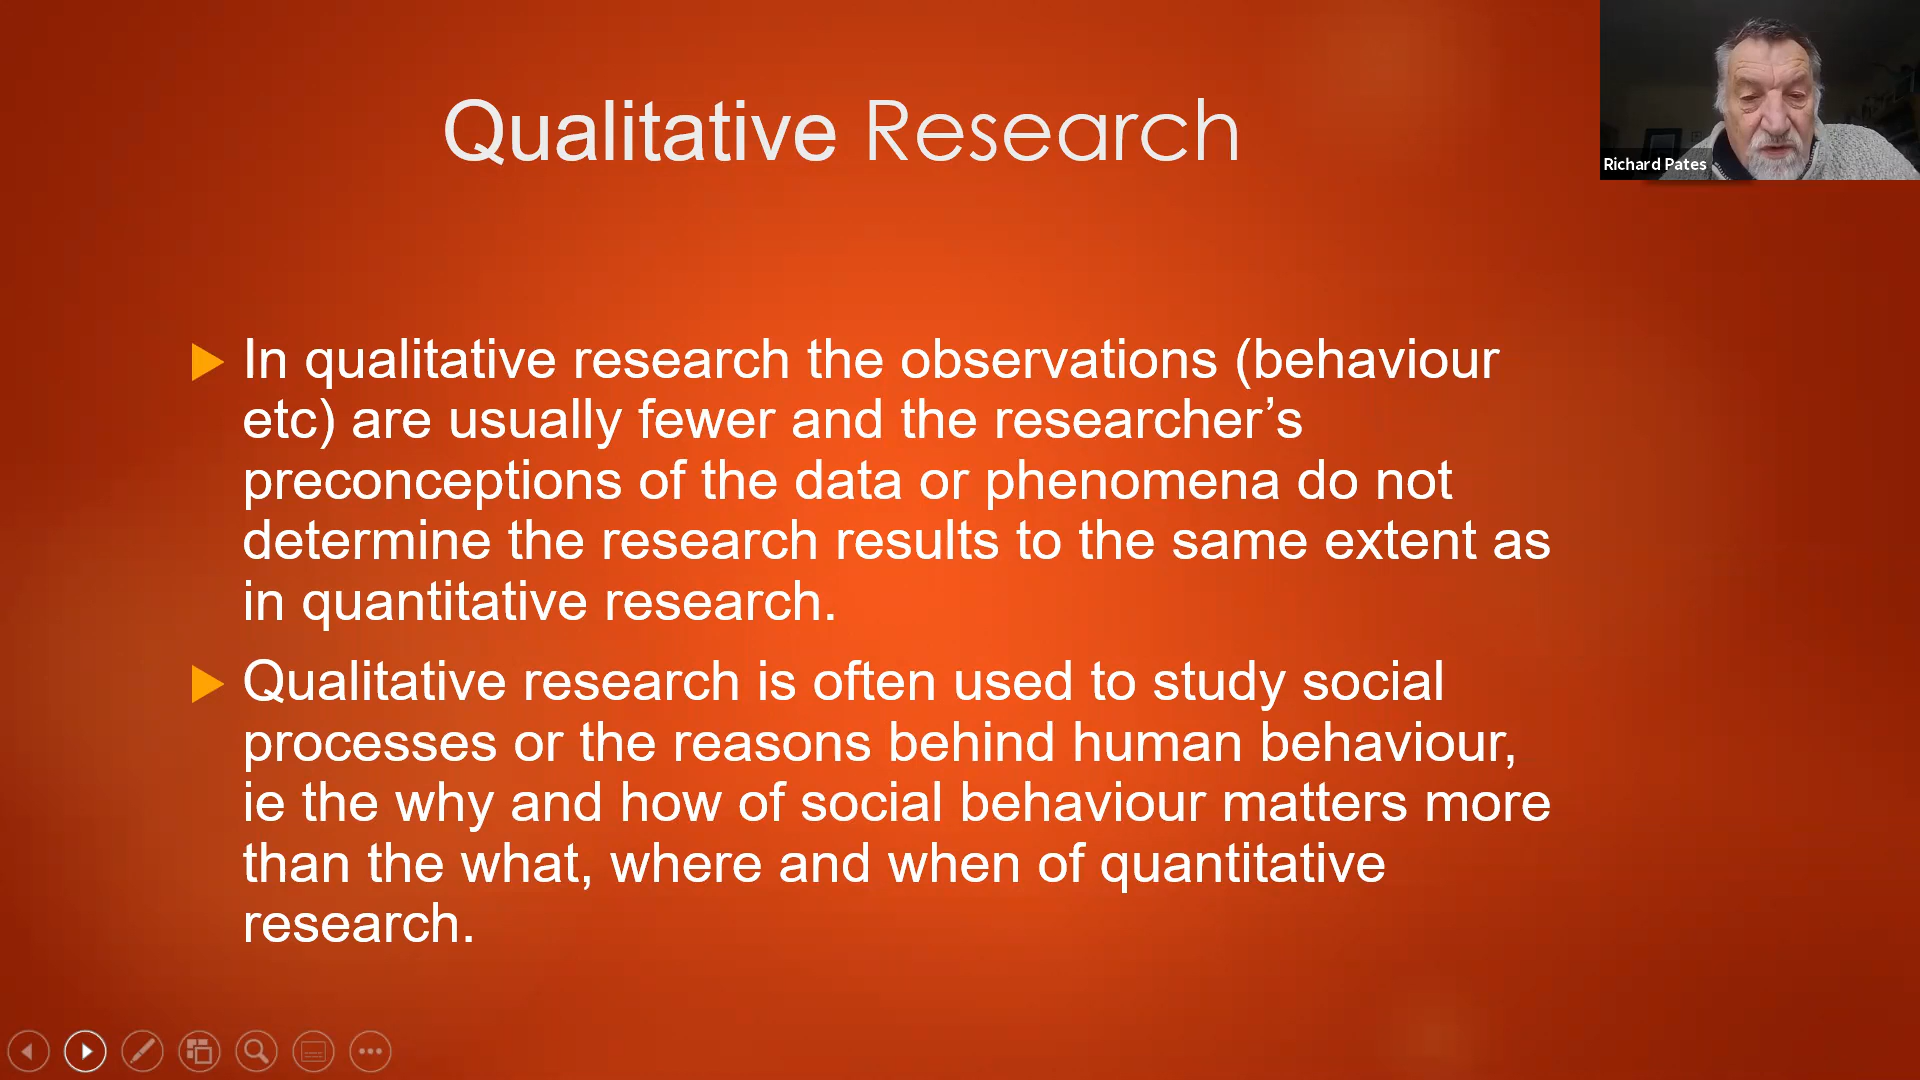 Qualitative Research
Richard Pates
In qualitative research the observations (behaviour
etc) are usually fewer and the researcher’s
preconceptions of the data or phenomena do not
determine the research results to the same extent as
in quantitative research.
Qualitative research is often used to study social
processes or the reasons behind human behaviour,
ie the why and how of social behaviour matters more
than the what, where and when of quantitative
research.